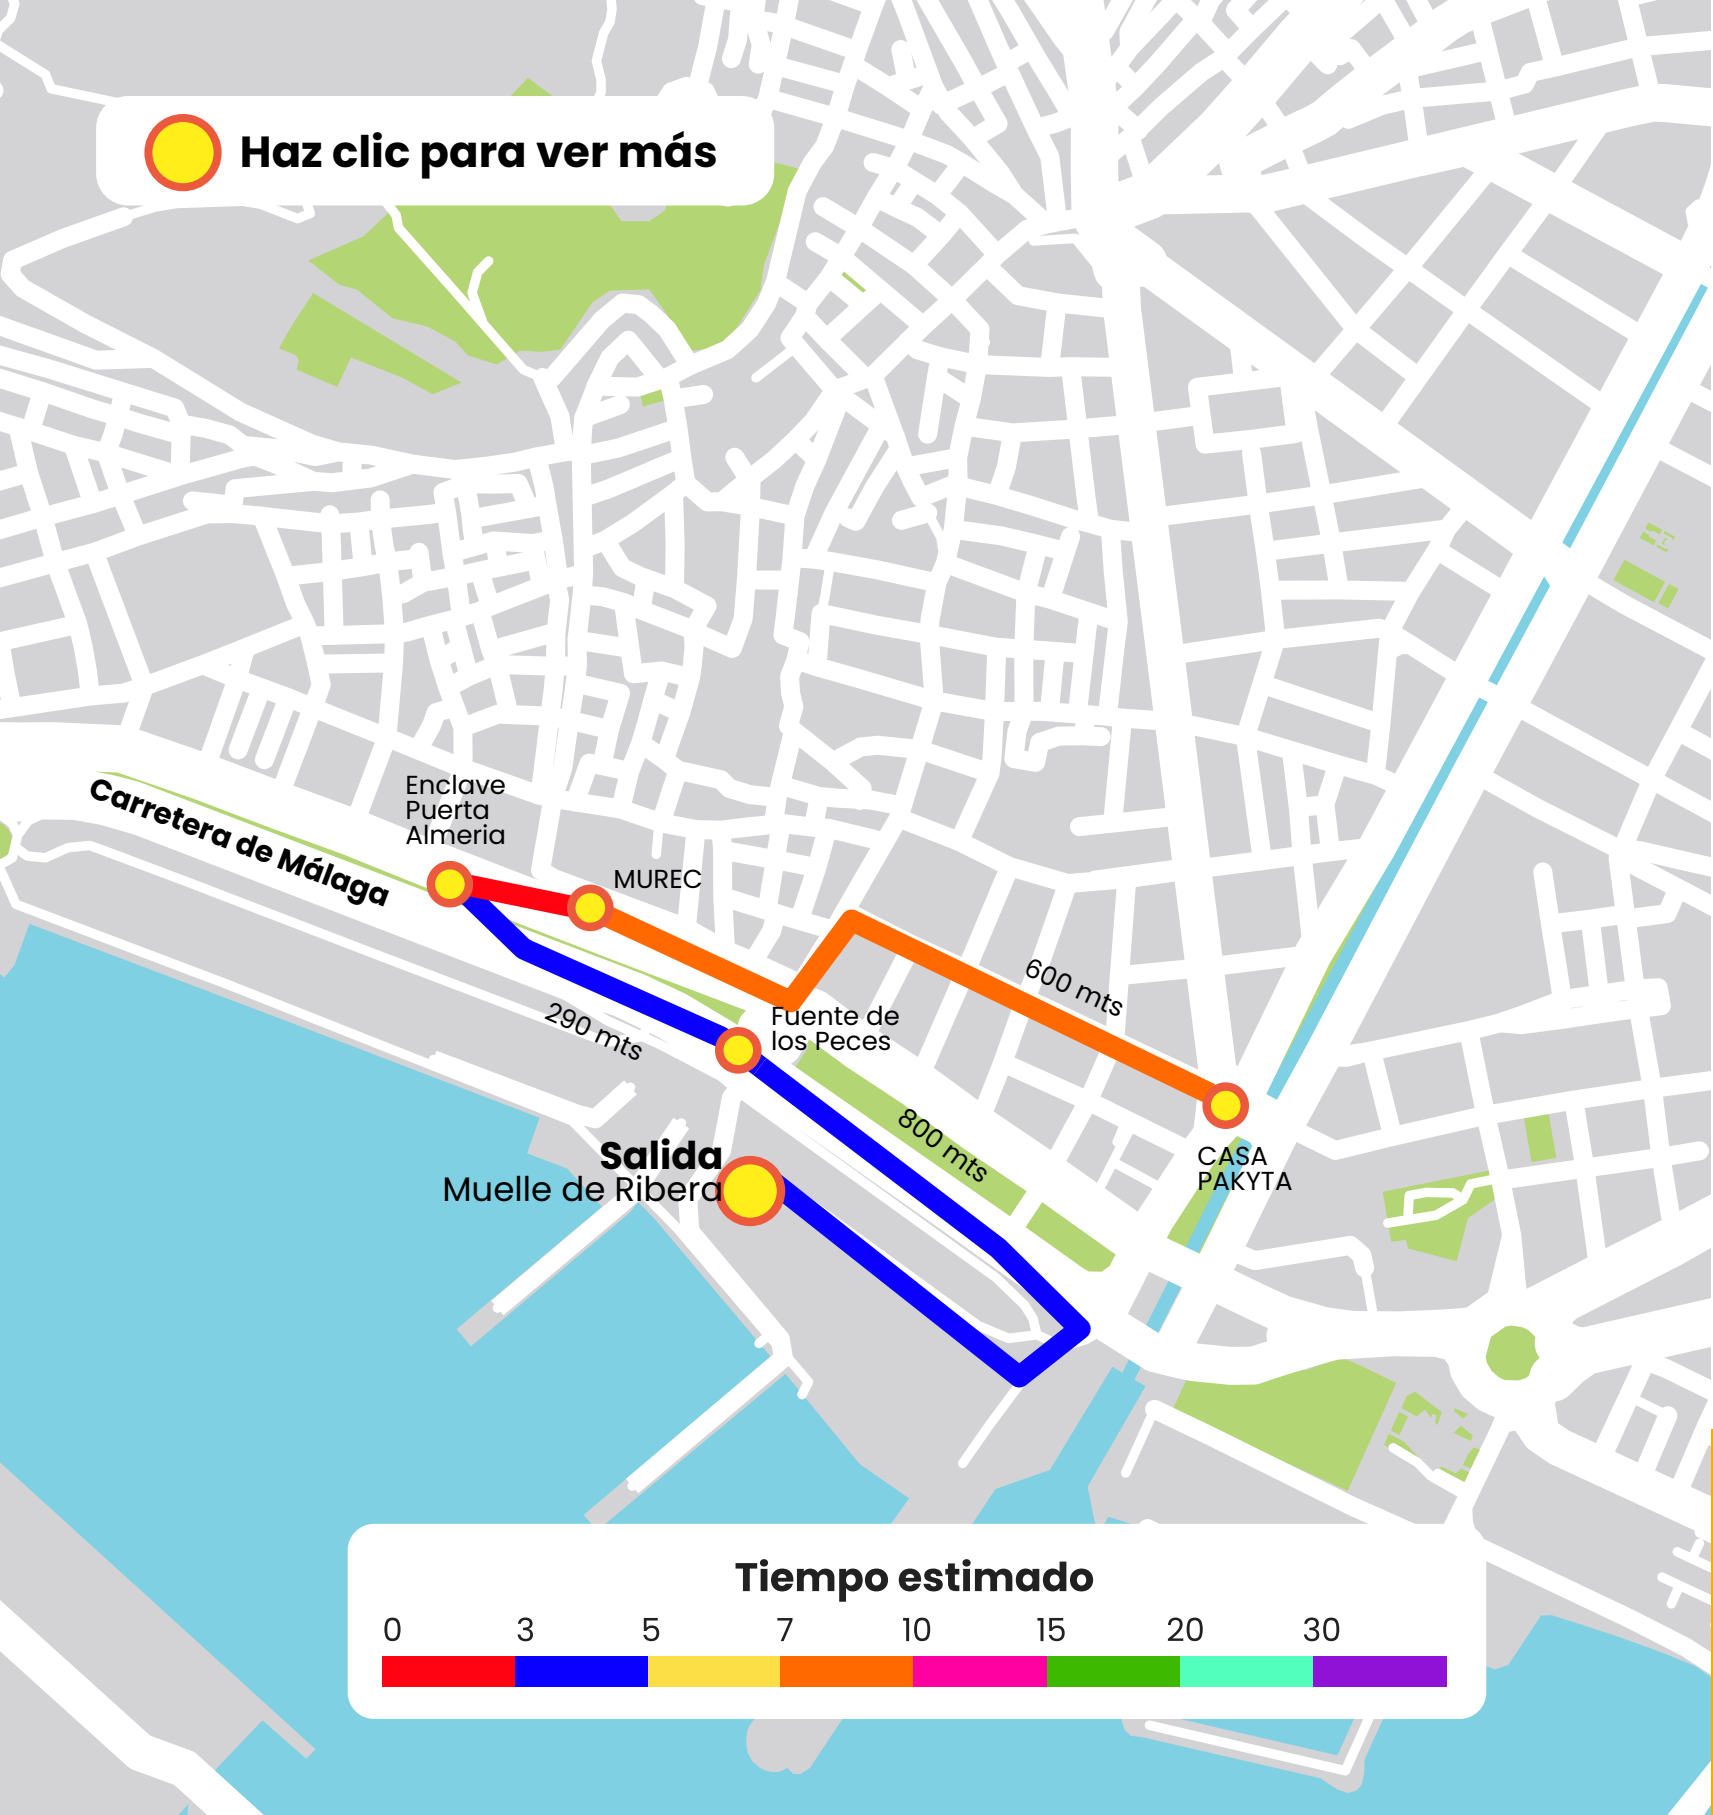 Haz clic para ver más
Enclave
Puerta
Almeria
Carretera de Málaga
MUREC
600 mts
290 mts
Fuente de
los Peces
800 mts
Salida
Muelle de Ribera
CASA
PAKYTA
Tiempo estimado
0 3 5 7 10 15 20 30